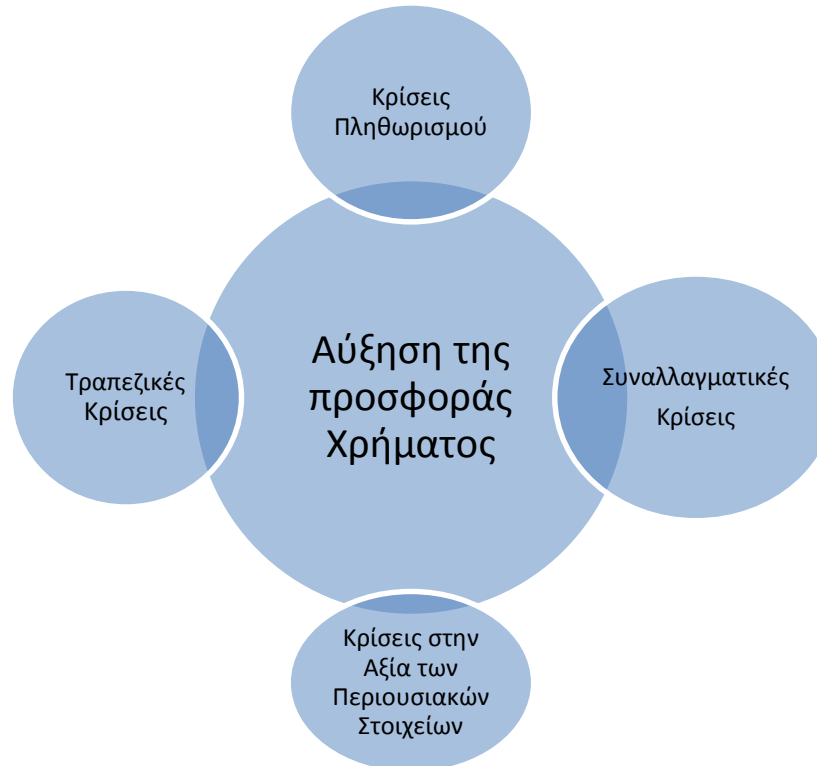 Κρίσεις
Πληθωρισμού
Αύξηση της
προσφοράς
Χρήματος
Τραπεζικές
Κρίσεις
Συναλλαγματικές
Κρίσεις
Κρίσεις στην
Αξία των
Περιουσιακών
Στοιχείων